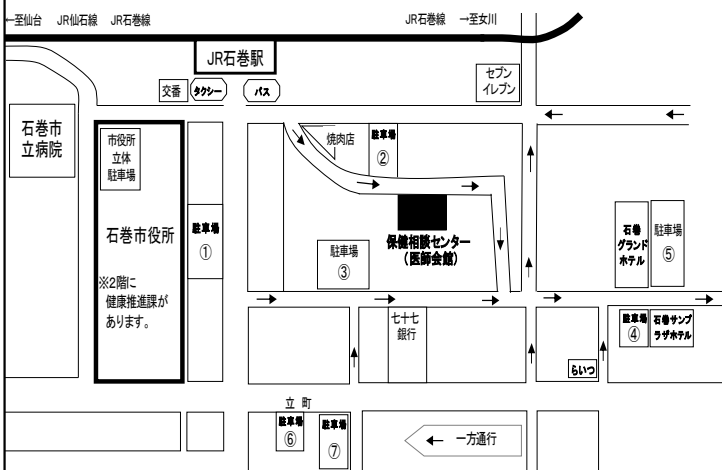 ←至仙台 JR仙石線 JR石巻線
JR石巻線 →至女川
JR石巻駅
交番
タクシー
バス
セブン
イレブン
石巻市
立病院
市役所
立体
駐車場
石巻市役所
※2階に
健康推進課が
あります。
駐車場
①
焼肉店
駐車場
②
保健相談センター
(医師会館)
駐車場
③
石巻
グランド
ホテル
駐車場
⑤
七十七
銀行
駐車場
④
石巻サンプ
ラザホテル
らいつ
立 町
駐車場
⑥
駐車場
⑦
← 一方通行